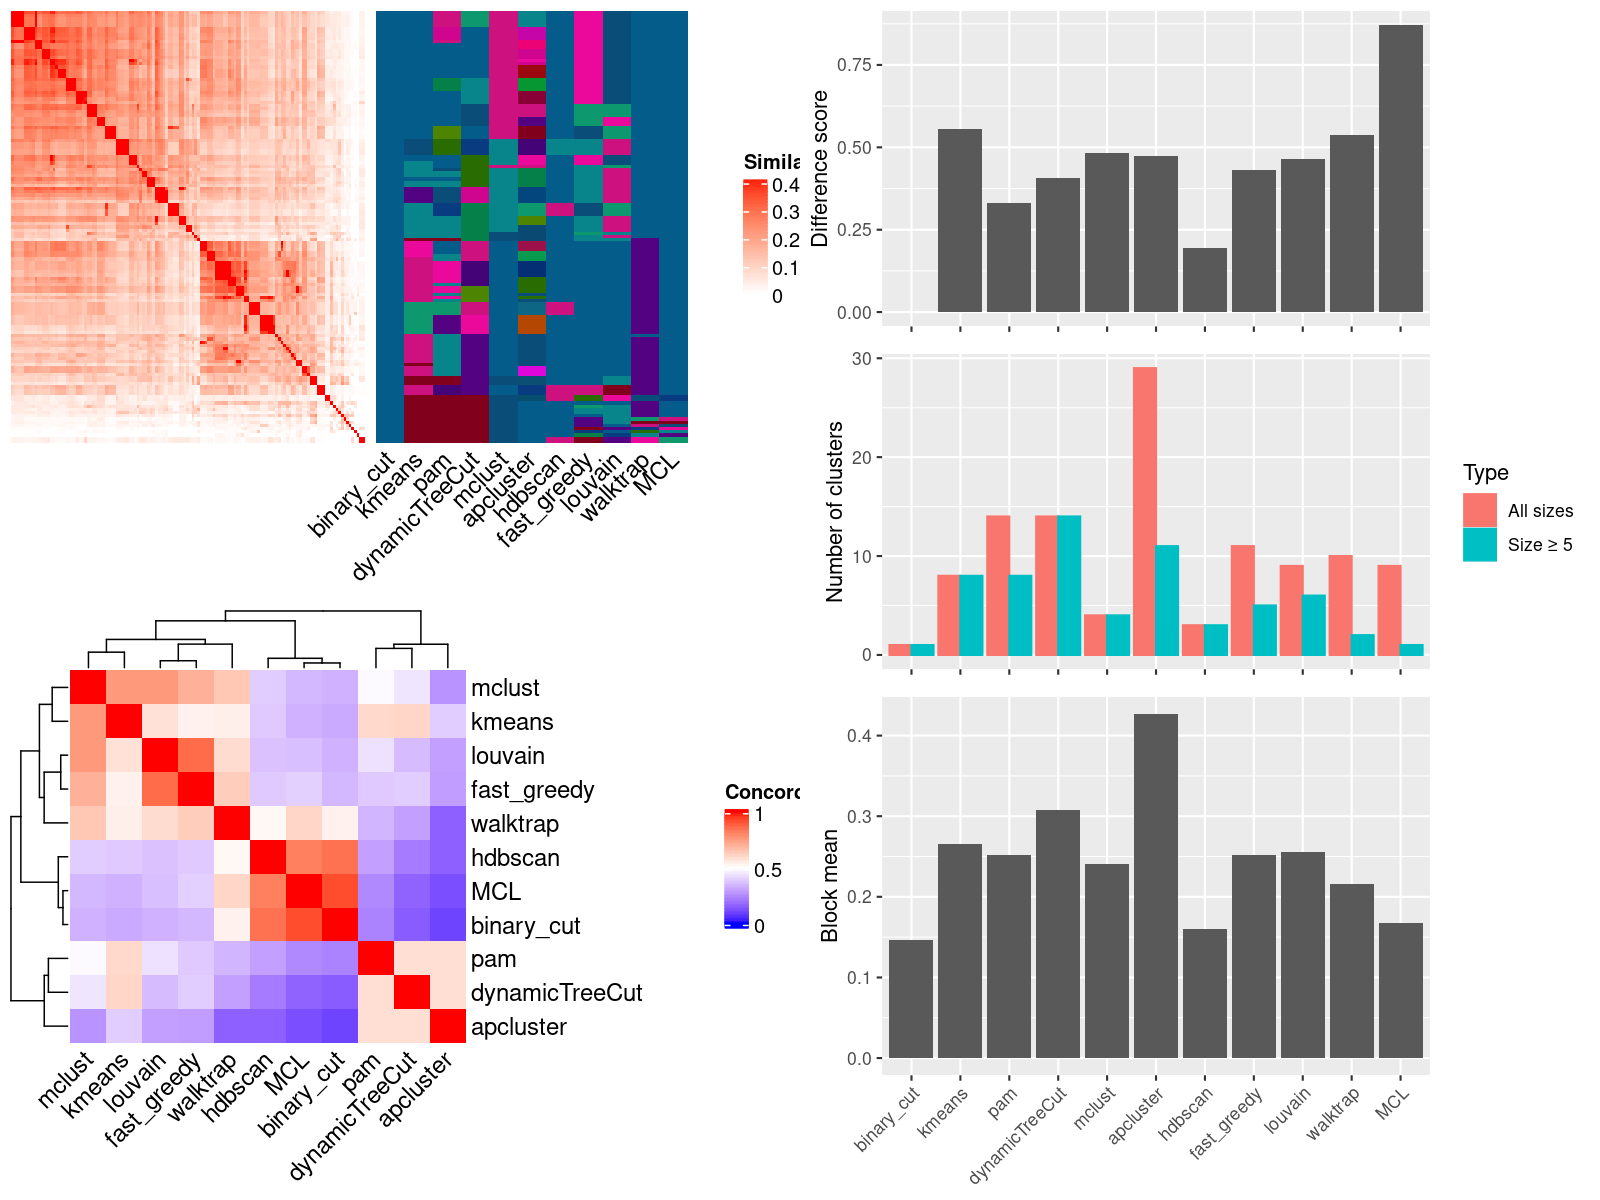 Simila
0.4
0.3
0.2
0.1
0
binary_cut
kmeans
pam
dynamicTreeCut
mclust
apcluster
hdbscan
fast_greedy
louvain
walktrap
MCL
Difference score
0.75
0.50
0.25
0.00
Number of clusters
30
20
10
0
Type
All sizes
Size ≥ 5
mclust
kmeans
louvain
fast_greedy
walktrap
hdbscan
MCL
binary_cut
pam
dynamicTreeCut
apcluster
mclust
kmeans
louvain
fast_greedy
walktrap
hdbscan
MCL
binary_cut
pam
dynamicTreeCut
apcluster
Concord
1
0.5
0
Block mean
0.4
0.3
0.2
0.1
0.0
binary_cut
kmeans
pam
dynamicTreeCut
mclust
apcluster
hdbscan
fast_greedy
louvain
walktrap
MCL